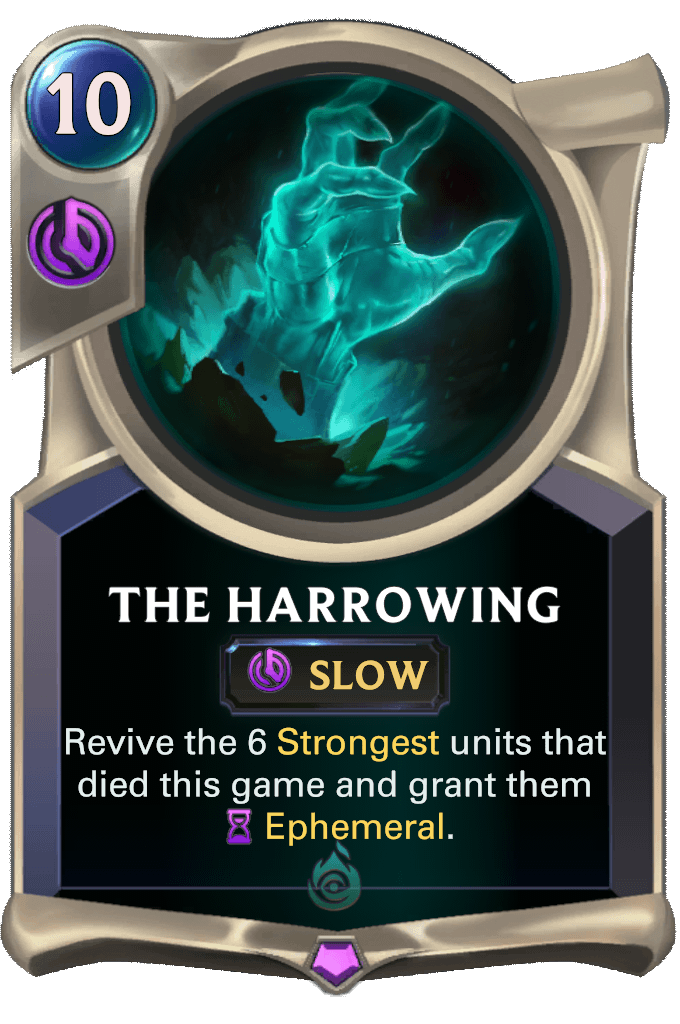 10
THE HARROWING
SLOW
Revive the 6 Strongest units that
died this game and grant them
Ephemeral.